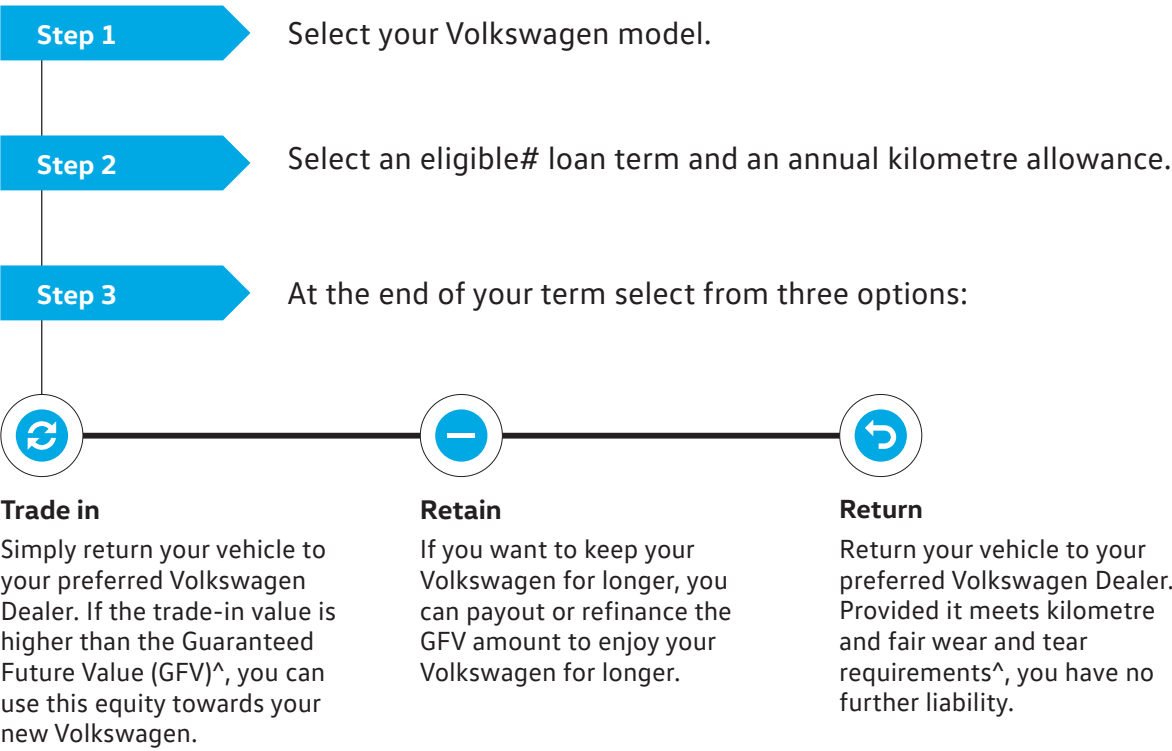 Step 1
Select your Volkswagen model.
Step 2
Select an eligible# loan term and an annual kilometre allowance.
Step 3
At the end of your term select from three options:
Trade in
Simply return your vehicle to
your preferred Volkswagen
Dealer. If the trade-in value is
higher than the Guaranteed
Future Value (GFV)^, you can
use this equity towards your
new Volkswagen.
Retain
If you want to keep your
Volkswagen for longer, you
can payout or refinance the
GFV amount to enjoy your
Volkswagen for longer.
Return
Return your vehicle to your
preferred Volkswagen Dealer.
Provided it meets kilometre
and fair wear and tear
requirements^, you have no
further liability.